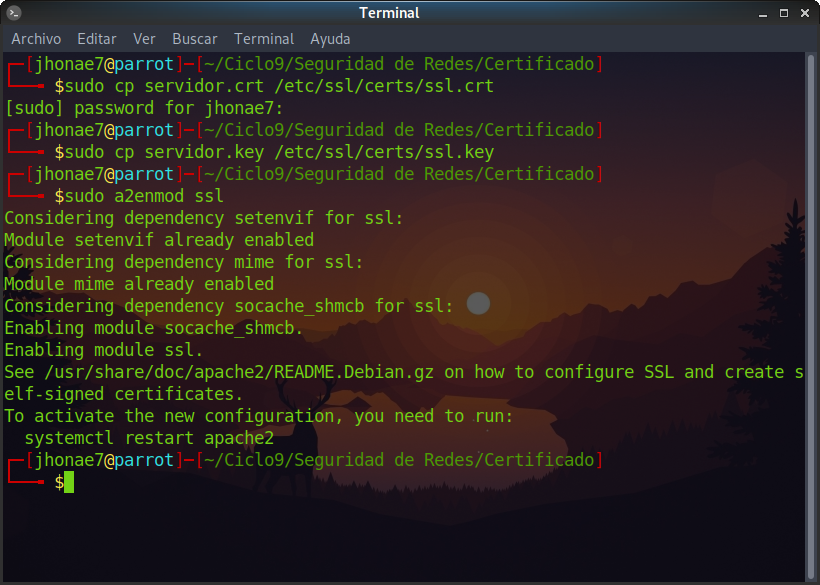 Terminal
Archivo Editar Ver Buscar Terminal Ayuda
┌─[jhonae7@parrot]─[~/Ciclo9/Seguridad de Redes/Certificado]
└──╼ $sudo cp servidor.crt /etc/ssl/certs/ssl.crt
[sudo] password for jhonae7:
┌─[jhonae7@parrot]─[~/Ciclo9/Seguridad de Redes/Certificado]
└──╼ $sudo cp servidor.key /etc/ssl/certs/ssl.key
┌─[jhonae7@parrot]─[~/Ciclo9/Seguridad de Redes/Certificado]
└──╼ $sudo a2enmod ssl
Considering dependency setenvif for ssl:
Module setenvif already enabled
Considering dependency mime for ssl:
Module mime already enabled
Considering dependency socache_shmcb for ssl:
Enabling module socache_shmcb.
Enabling module ssl.
See /usr/share/doc/apache2/README.Debian.gz on how to configure SSL and create s
elf-signed certificates.
To activate the new configuration, you need to run:
  systemctl restart apache2
┌─[jhonae7@parrot]─[~/Ciclo9/Seguridad de Redes/Certificado]
└──╼ $